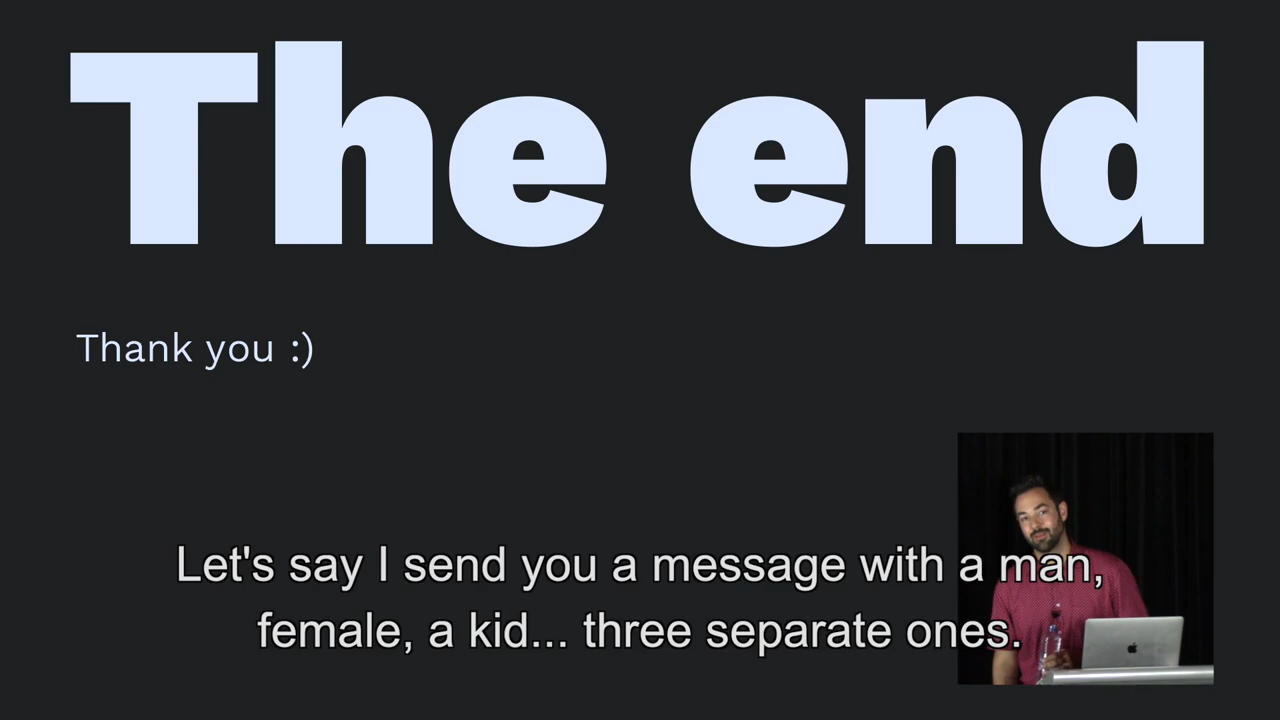 The end
Thank you :)
Let's say I send you a message with a man,
female, a kid... three separate ones.